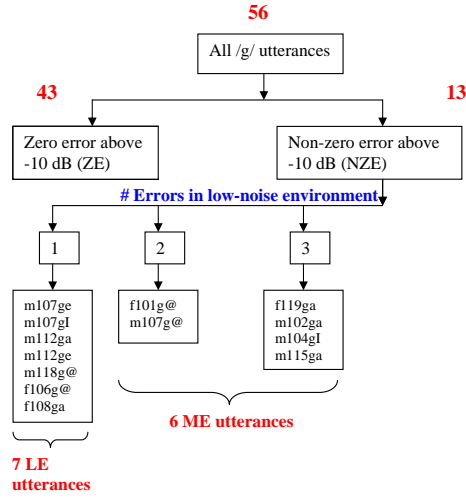 56
All /g/ utterances
43
13
Zero error above
-10 dB (ZE)
Non-zero error above
-10 dB (NZE)
# Errors in low-noise environment
1
2
3
m107ge
m107gI
m112ga
m112ge
m118g@
f106g@
f108ga
f101g@
m107g@
f119ga
m102ga
m104gI
m115ga
6 ME utterances
7 LE
utterances